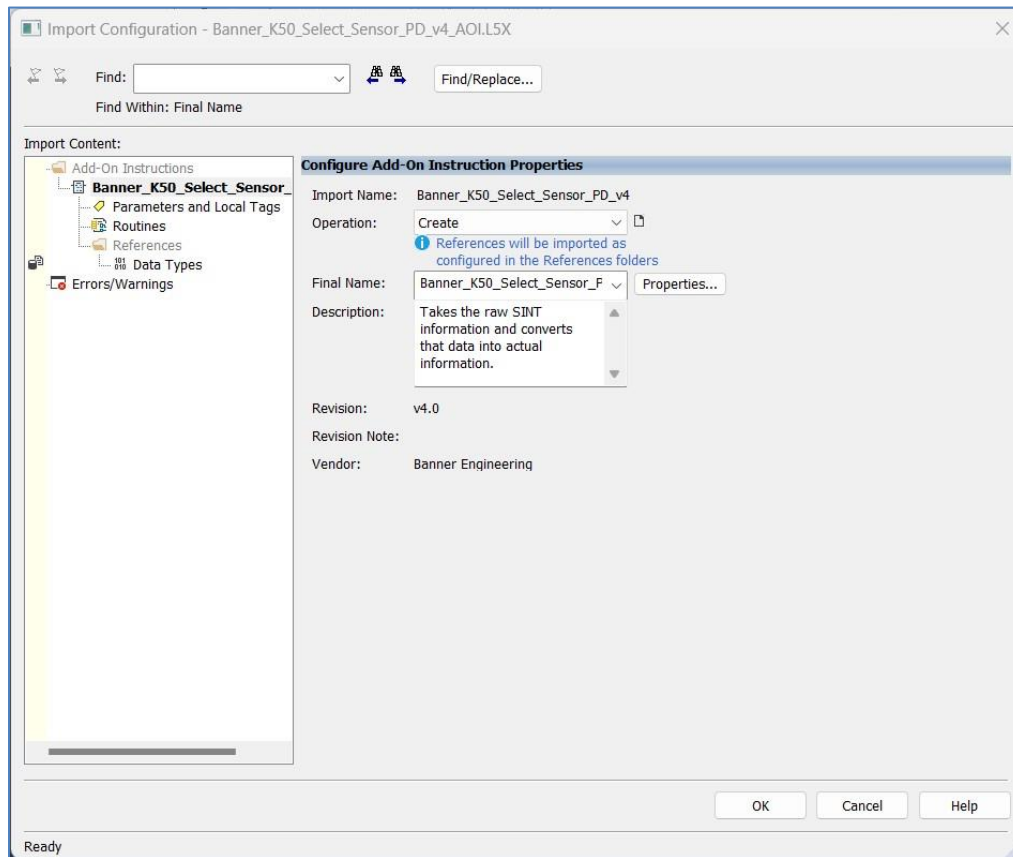 Import Configuration - Banner_K50_Select_Sensor_PD_v4_AOI.L5X
Find:
Find/Replace...
Find Within: Final Name
Import Content:
Add-On Instructions
Banner_K50_Select_Sensor_
Parameters and Local Tags
Routines
References
Data Types
Errors/Warnings
Configure Add-On Instruction Properties
Import Name: Banner_K50_Select_Sensor_PD_v4
Operation: Create
References will be imported as
configured in the References folders
Final Name: Banner_K50_Select_Sensor_P
Properties...
Description: Takes the raw SINT
information and converts
that data into actual
information.
Revision: v4.0
Revision Note:
Vendor: Banner Engineering
OK Cancel Help
Ready